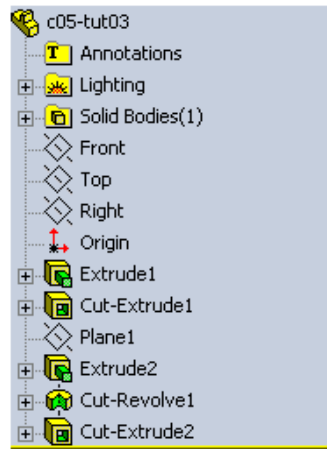 c05-tut03
Annotations
Lighting
Solid Bodies(1)
Front
Top
Right
Origin
Extrude1
Cut-Extrude1
Plane1
Extrude2
Cut-Revolve1
Cut-Extrude2